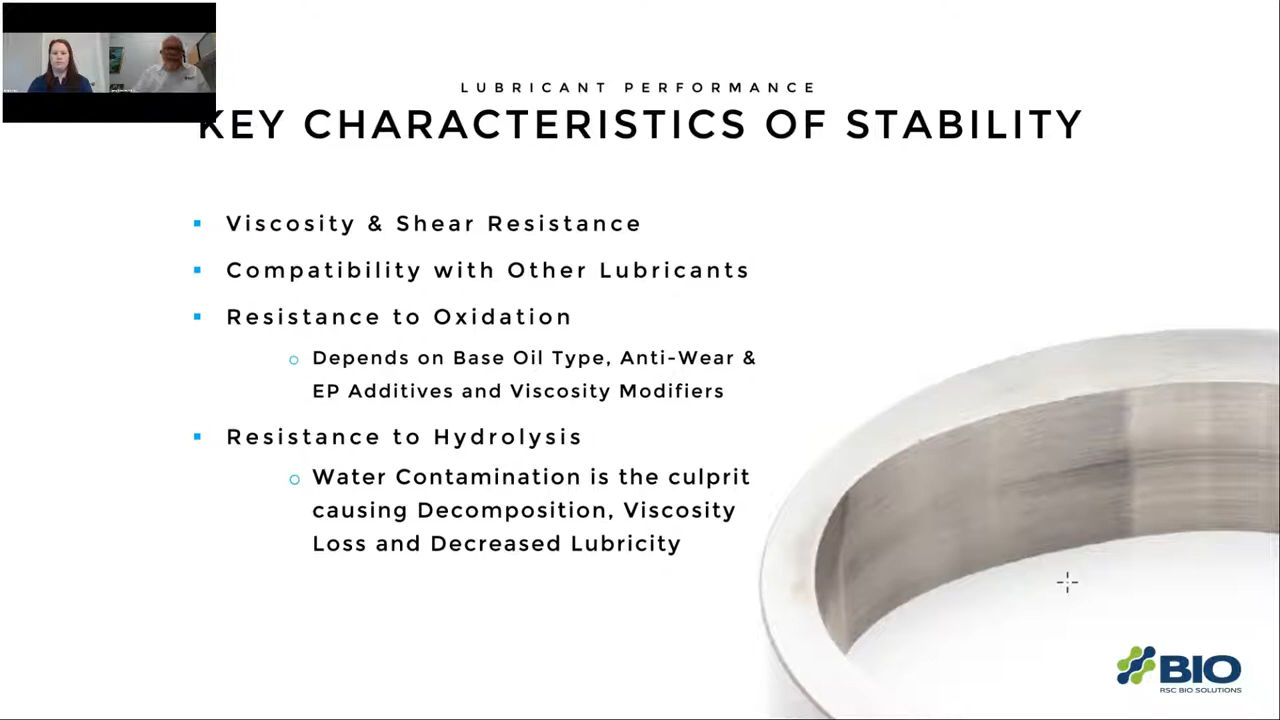 LUBRICANT PERFORMANCE
KEY CHARACTERISTICS OF STABILITY
Viscosity & Shear Resistance
Compatibility with Other Lubricants
Resistance to Oxidation
Depends on Base Oil Type, Anti-Wear &
EP Additives and Viscosity Modifiers
Resistance to Hydrolysis
Water Contamination is the culprit
causing Decomposition, Viscosity
Loss and Decreased Lubricity
BIO
RSC BIO SOLUTIONS